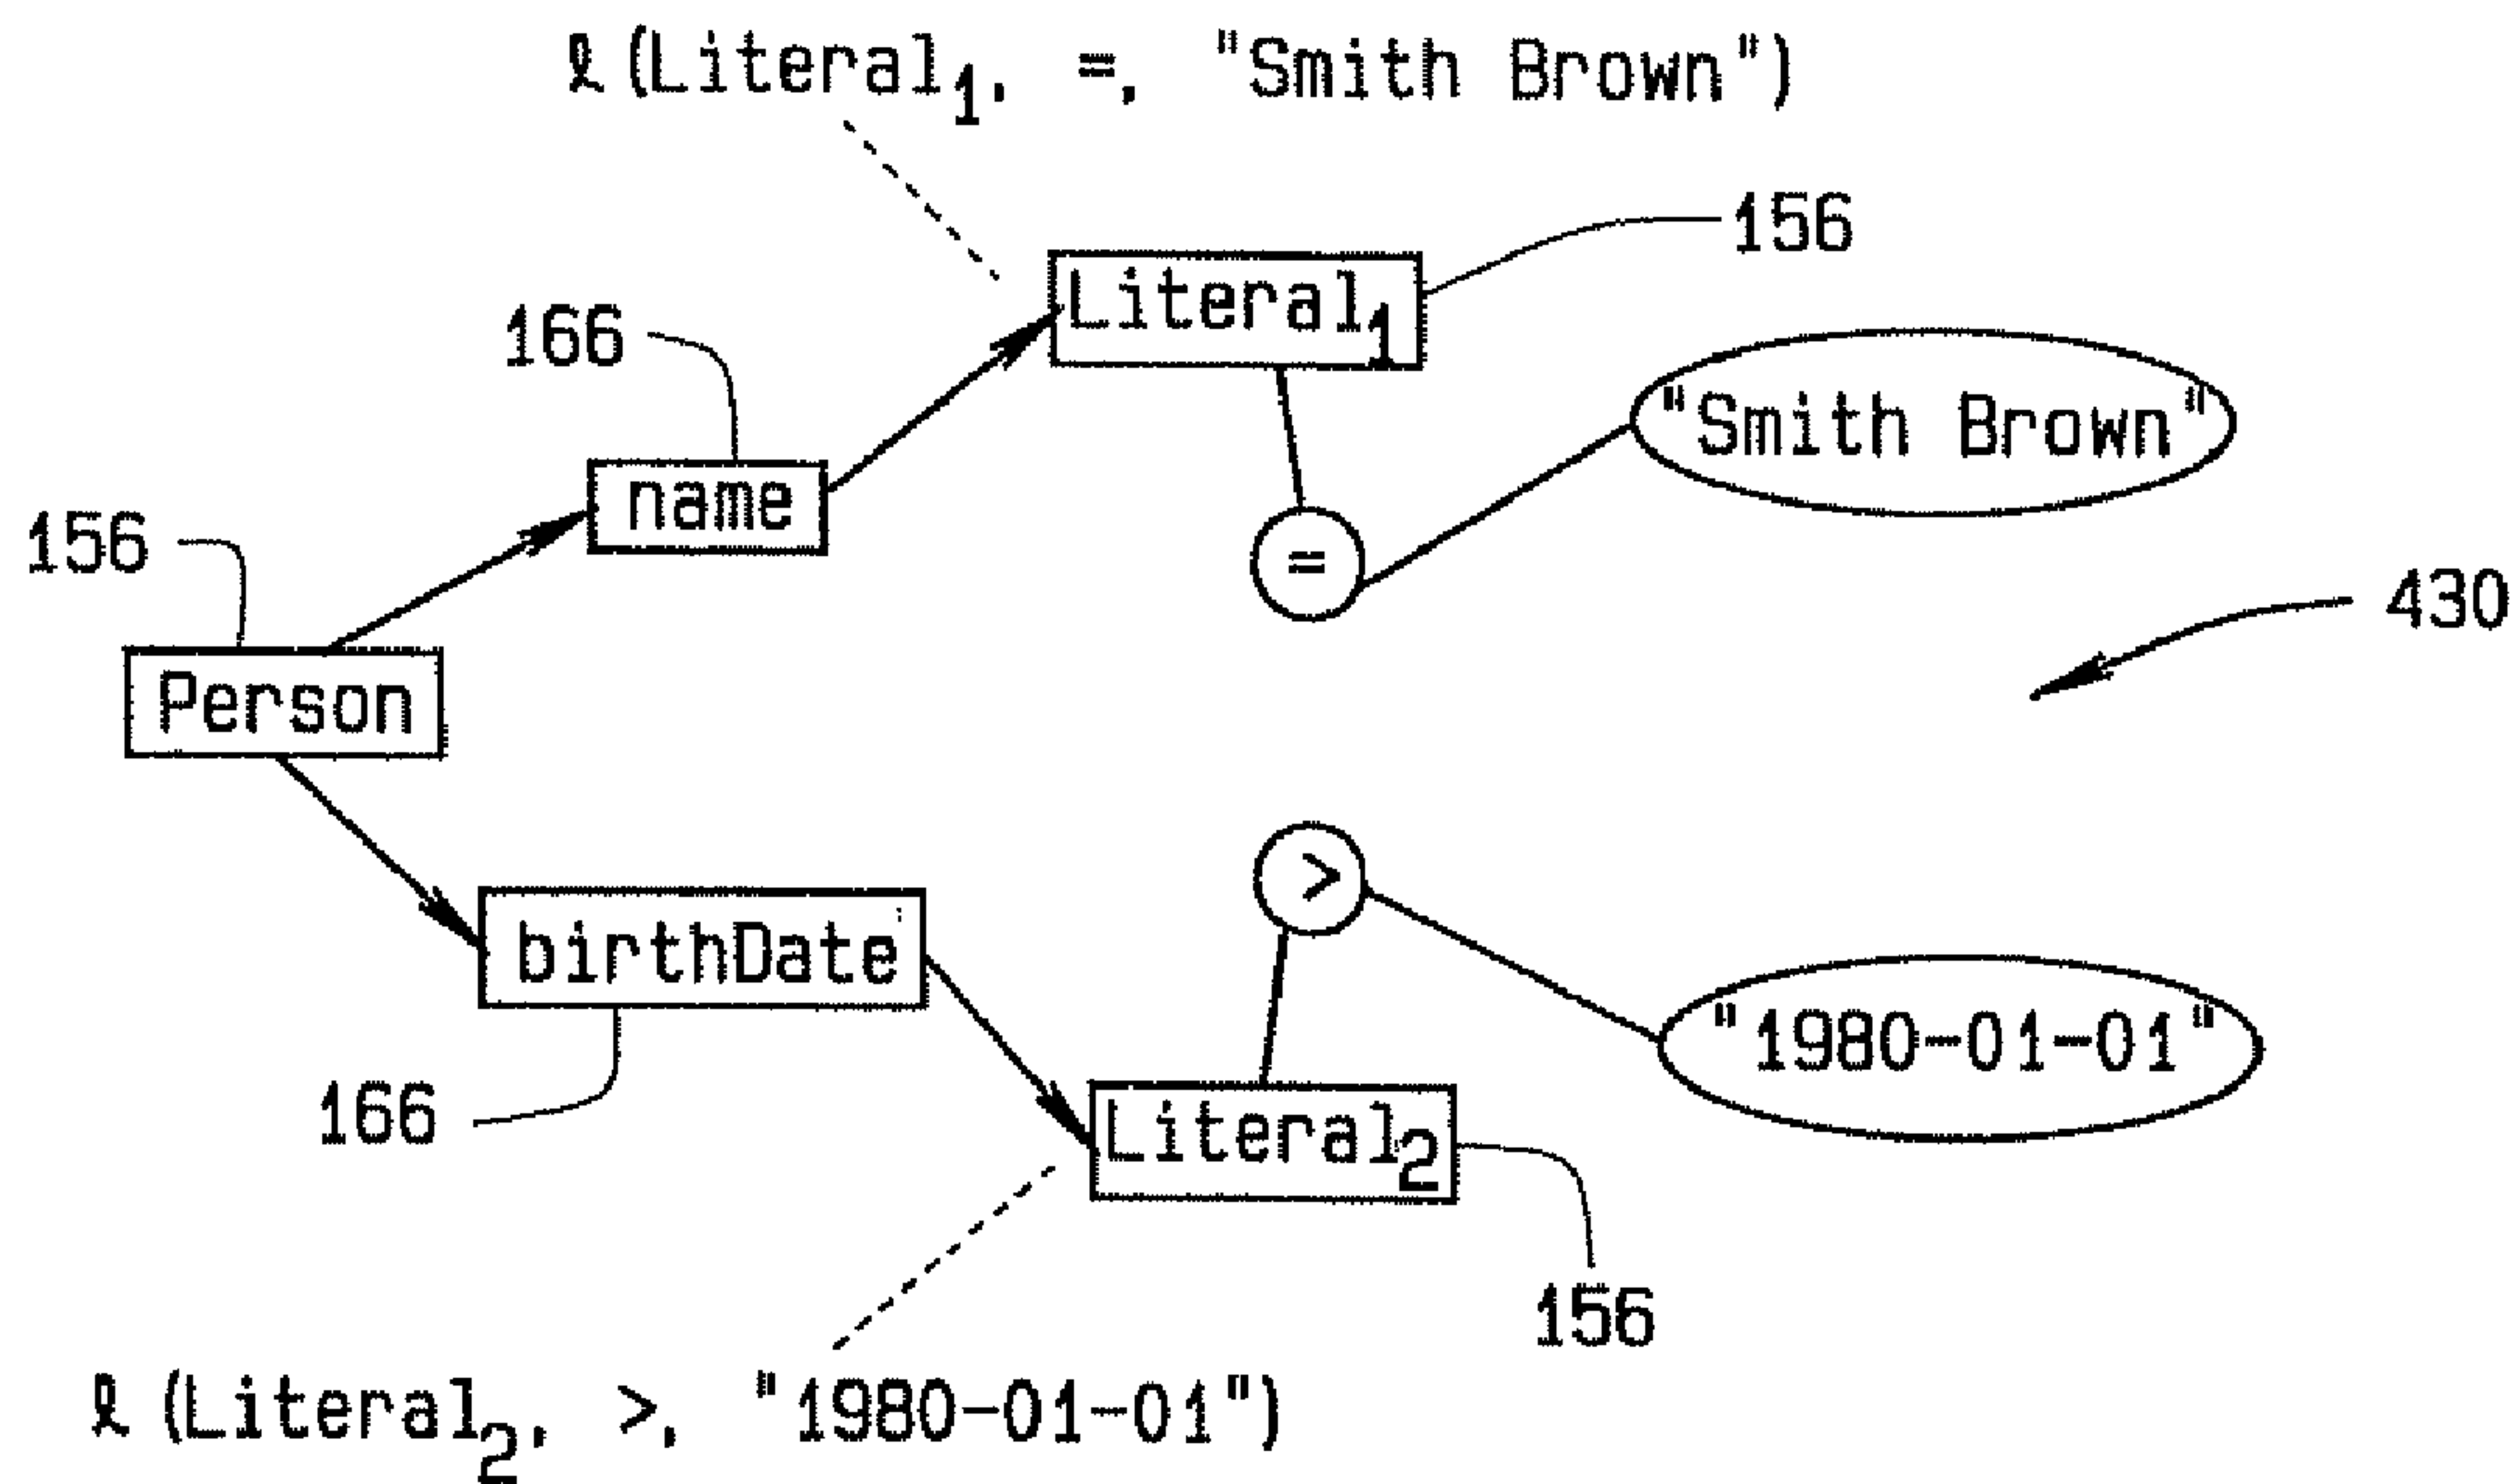 ℓ (Literal₁, =, "Smith Brown")
156
Literal₁
166
"Smith Brown"
name
156
=
430
Person
>
birthDate
"1980-01-01"
166
Literal₂
156
ℓ (Literal₂, >, "1980-01-01")